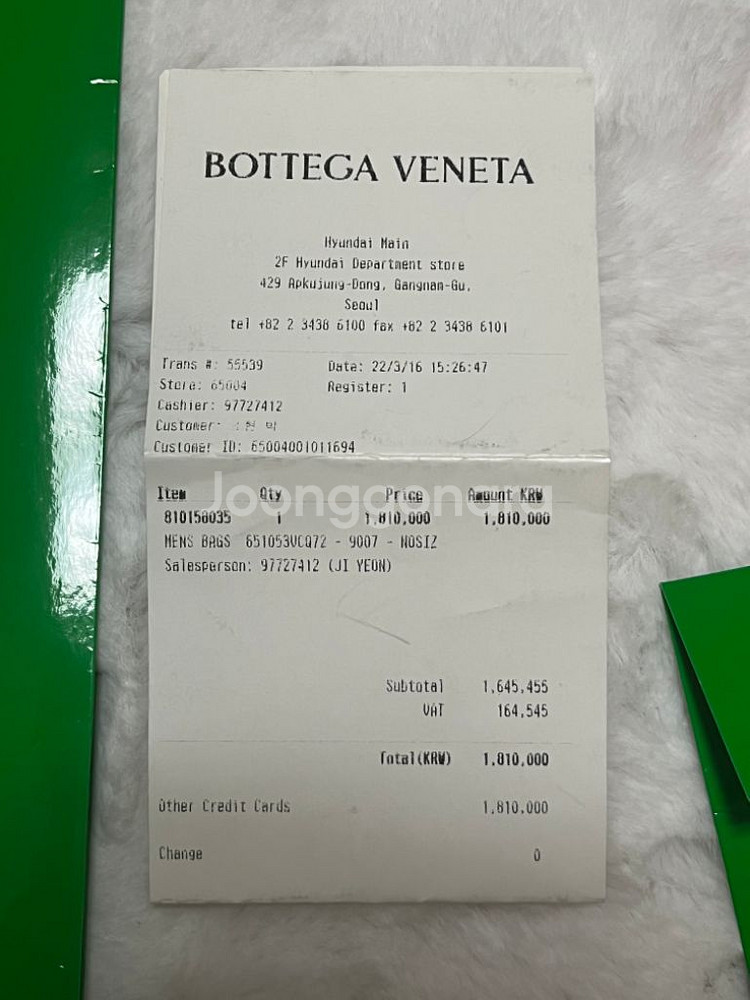 BOTTEGA VENETA
Hyundai Main
2F Hyundai Department store
429 Apkujung-Dong, Gangnam-Gu,
Seoul
tel +82 2 3438 6100 fax +82 2 3438 6101
Trans #: 56539 Date: 22/3/16 15:26:47
Store: 65004 Register: 1
Cashier: 97727412
Customer:
Customer ID: 65004001011694
Item Qty Price Amount KRW
Joongonara
810158035 1 1,810,000 1,810,000
MENS BAGS 651053VCQ72 - 9007 - NOSIZ
Salesperson: 97727412 (JI YEON)
Subtotal 1,645,455
VAT 164,545
Total(KRW) 1,810,000
Other Credit Cards 1,810,000
Change 0